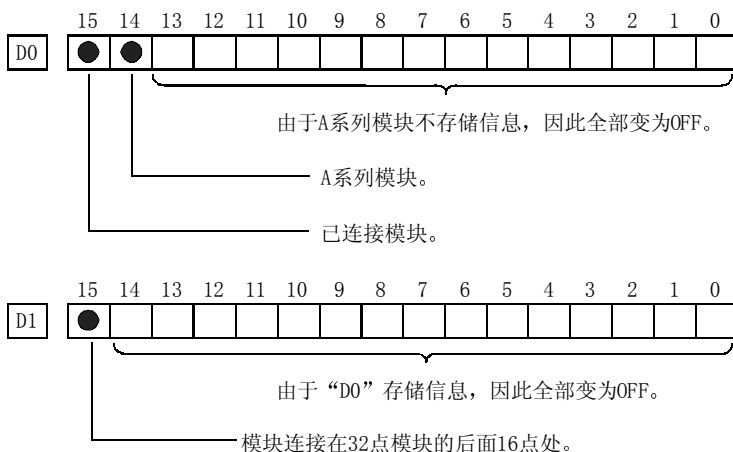 15 14 13 12 11 10 9 8 7 6 5 4 3 2 1 0
D0
由于A系列模块不存储信息，因此全部变为OFF。
A系列模块。
已连接模块。
15 14 13 12 11 10 9 8 7 6 5 4 3 2 1 0
D1
由于“D0”存储信息，因此全部变为OFF。
模块连接在32点模块的后面16点处。